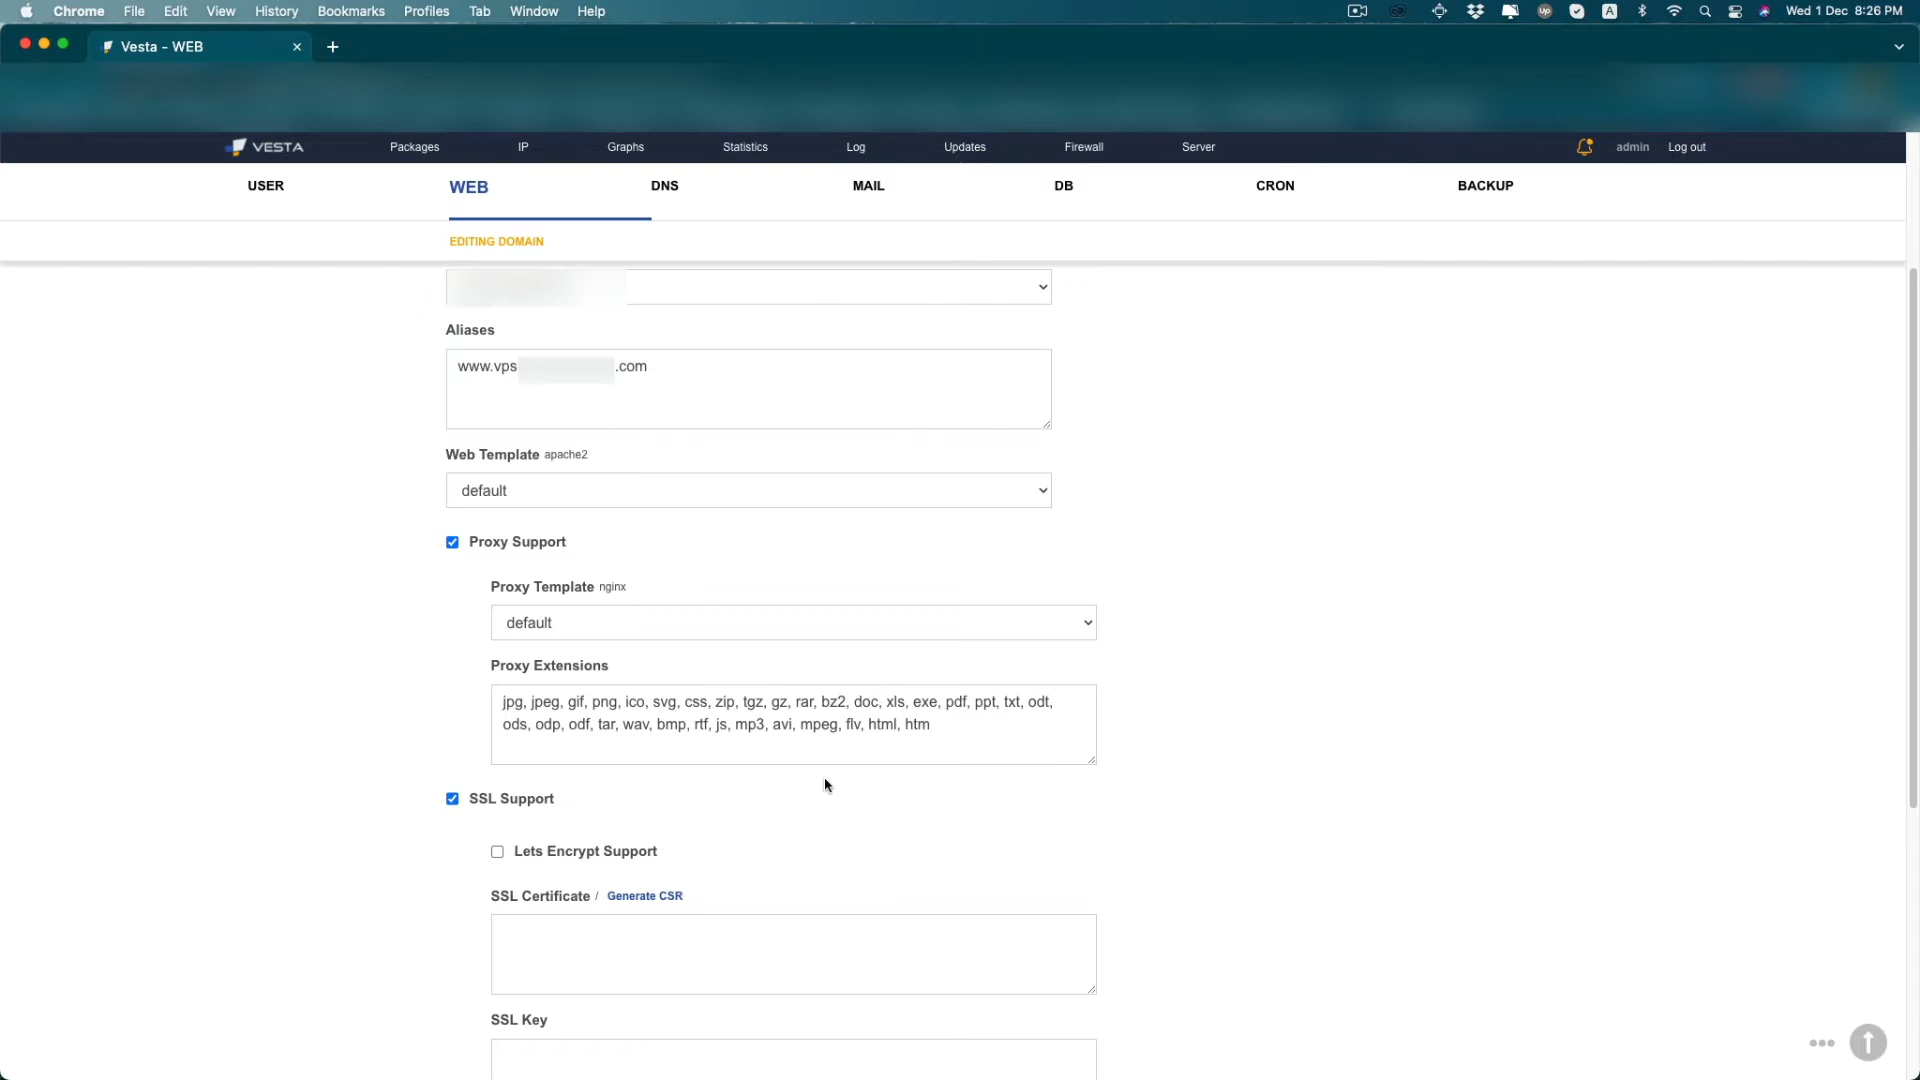 Chrome File Edit View History Bookmarks Profiles Tab Window Help
up A Wed 1 Dec 8:26 PM
Vesta - WEB
VESTA Packages IP Graphs Statistics Log Updates Firewall Server admin Log out
USER WEB DNS MAIL DB CRON BACKUP
EDITING DOMAIN
Aliases
www.vps .com
Web Template apache2
default
Proxy Support
Proxy Template nginx
default
Proxy Extensions
jpg, jpeg, gif, png, ico, svg, css, zip, tgz, gz, rar, bz2, doc, xls, exe, pdf, ppt, txt, odt,
ods, odp, odf, tar, wav, bmp, rtf, js, mp3, avi, mpeg, flv, html, htm
SSL Support
Lets Encrypt Support
SSL Certificate / Generate CSR
SSL Key